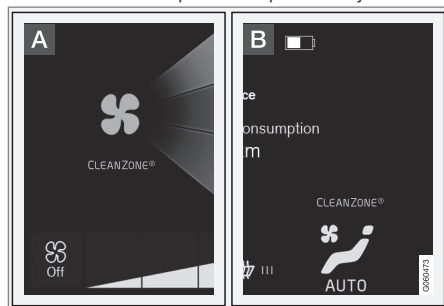 A
CLEANZONE®
Off
B
ce
onsumption
m
CLEANZONE®
AUTO
G060473